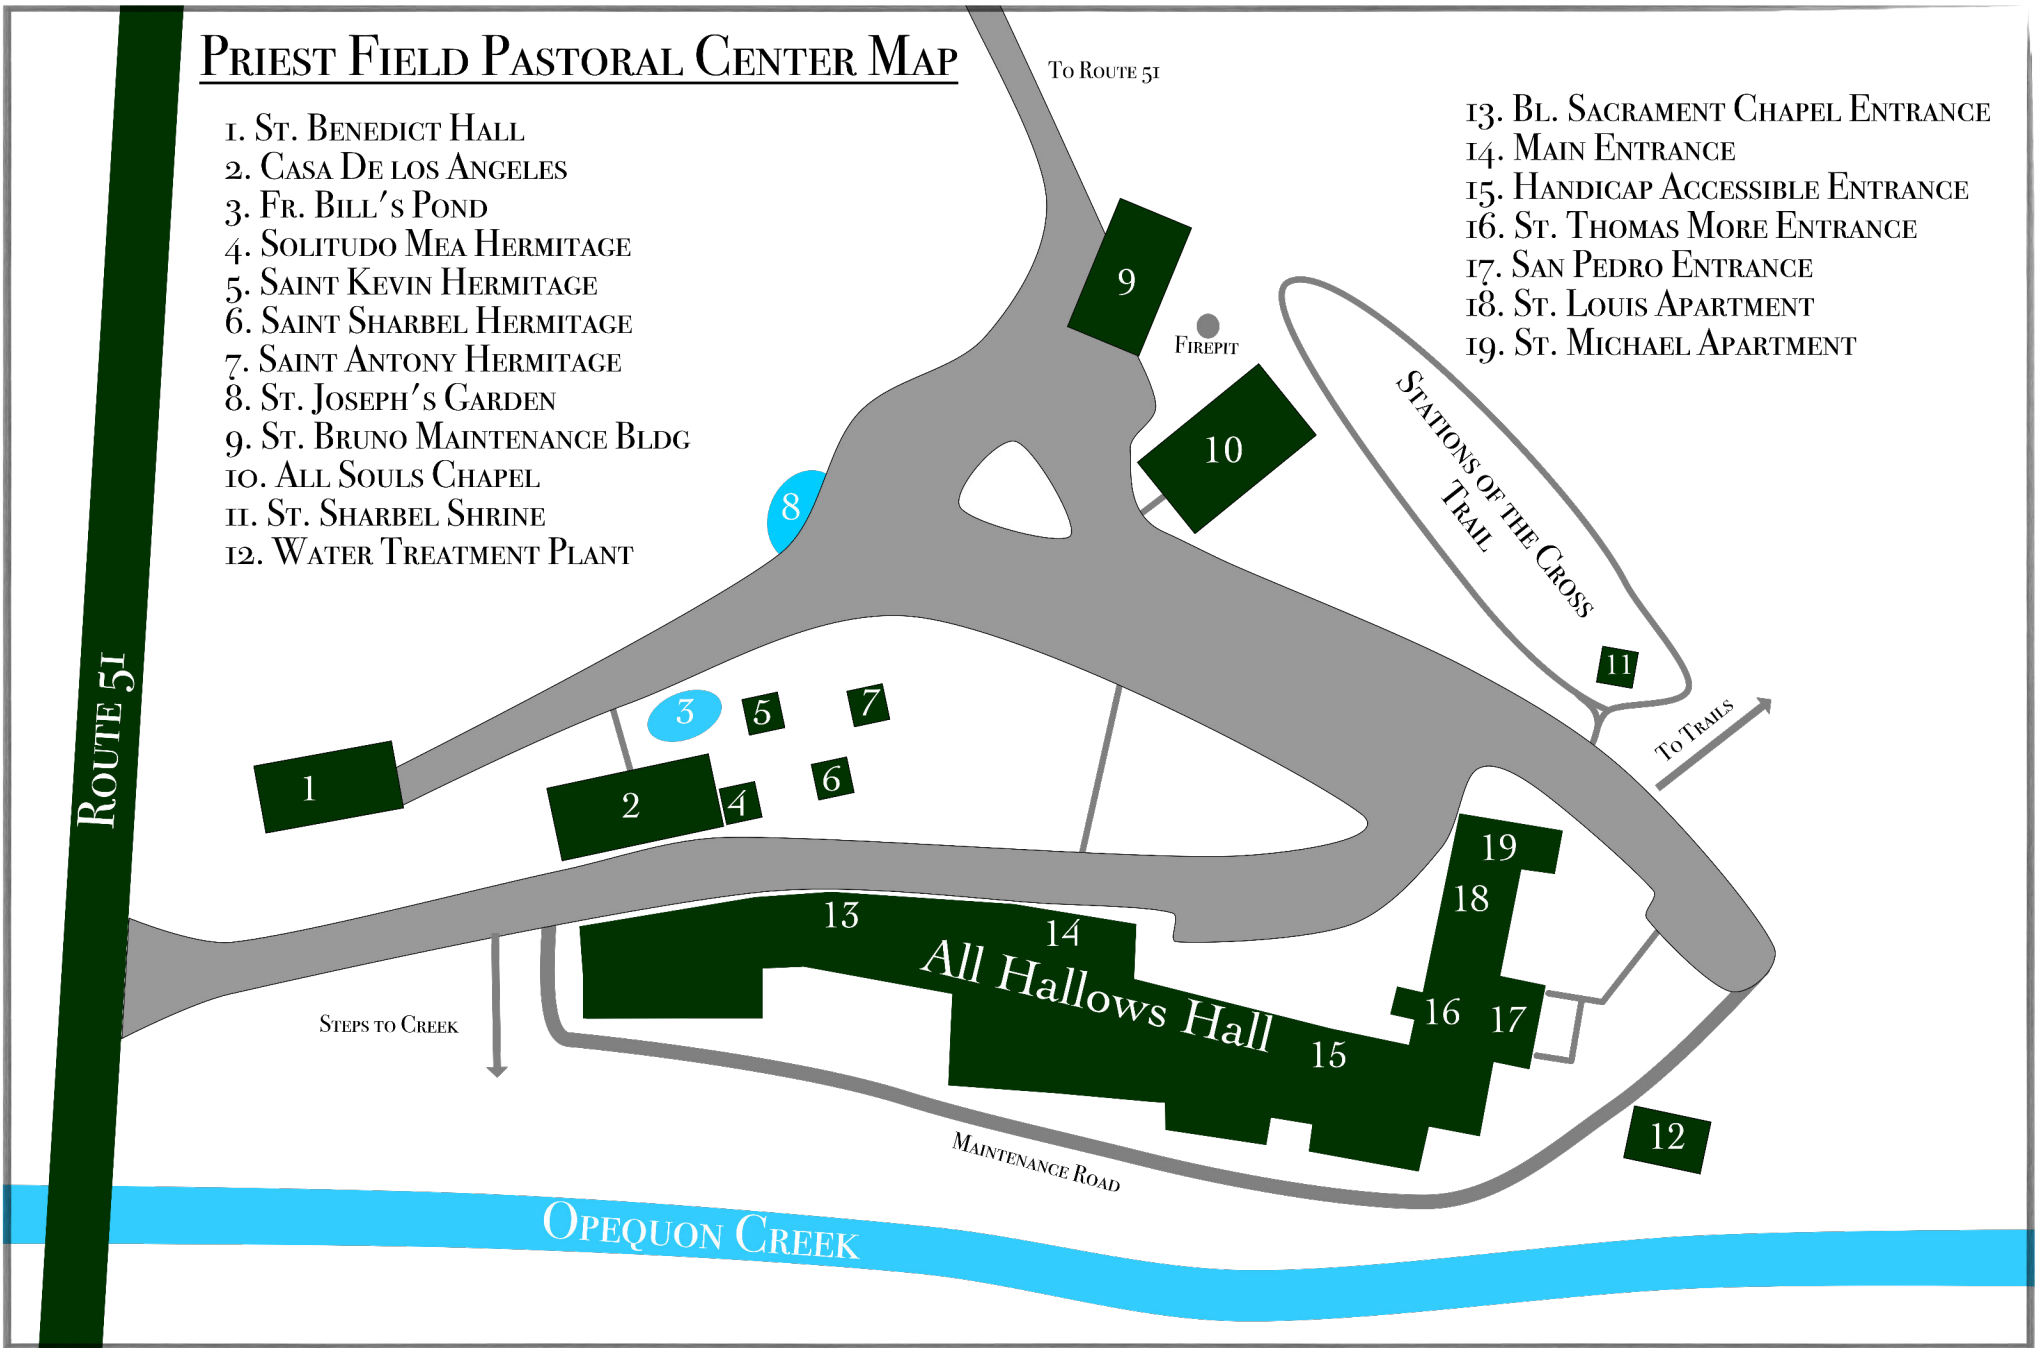 Priest Field Pastoral Center Map
1. St. Benedict Hall
2. Casa De los Angeles
3. Fr. Bill's Pond
4. Solitudo Mea Hermitage
5. Saint Kevin Hermitage
6. Saint Sharbel Hermitage
7. Saint Antony Hermitage
8. St. Joseph's Garden
9. St. Bruno Maintenance Bldg
10. All Souls Chapel
11. St. Sharbel Shrine
12. Water Treatment Plant
13. Bl. Sacrament Chapel Entrance
14. Main Entrance
15. Handicap Accessible Entrance
16. St. Thomas More Entrance
17. San Pedro Entrance
18. St. Louis Apartment
19. St. Michael Apartment
To Route 51
9
Firepit
10
8
Stations of the Cross
Trail
11
To Trails
Route 51
1
2
3
4
5
6
7
13
14
All Hallows Hall
15
16
17
18
19
12
Steps to Creek
Maintenance Road
Opequon Creek